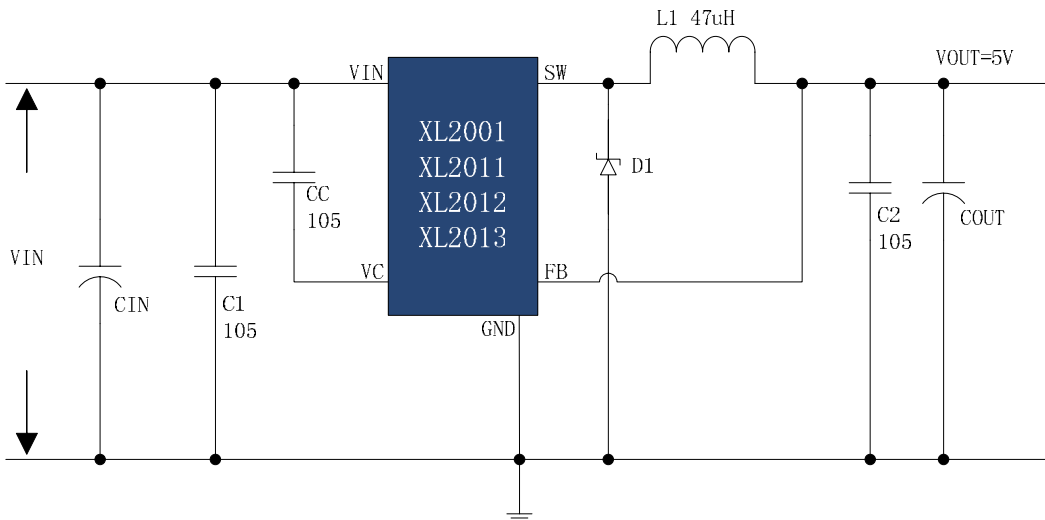 L1 47uH
VOUT=5V
VIN
SW
XL2001
XL2011
XL2012
XL2013
D1
CC
105
C2
105
COUT
VIN
VC
FB
CIN
C1
105
GND